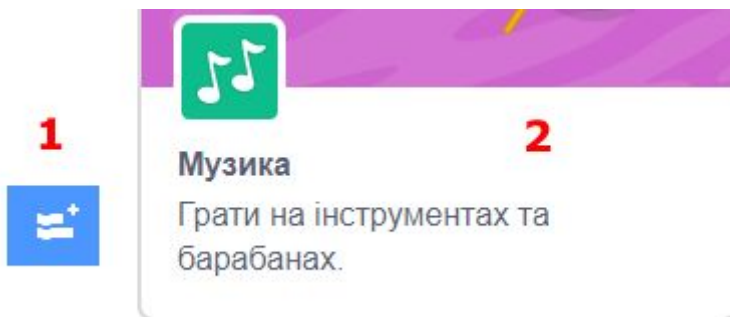 1
2
Музика
Грати на інструментах та
барабанах.